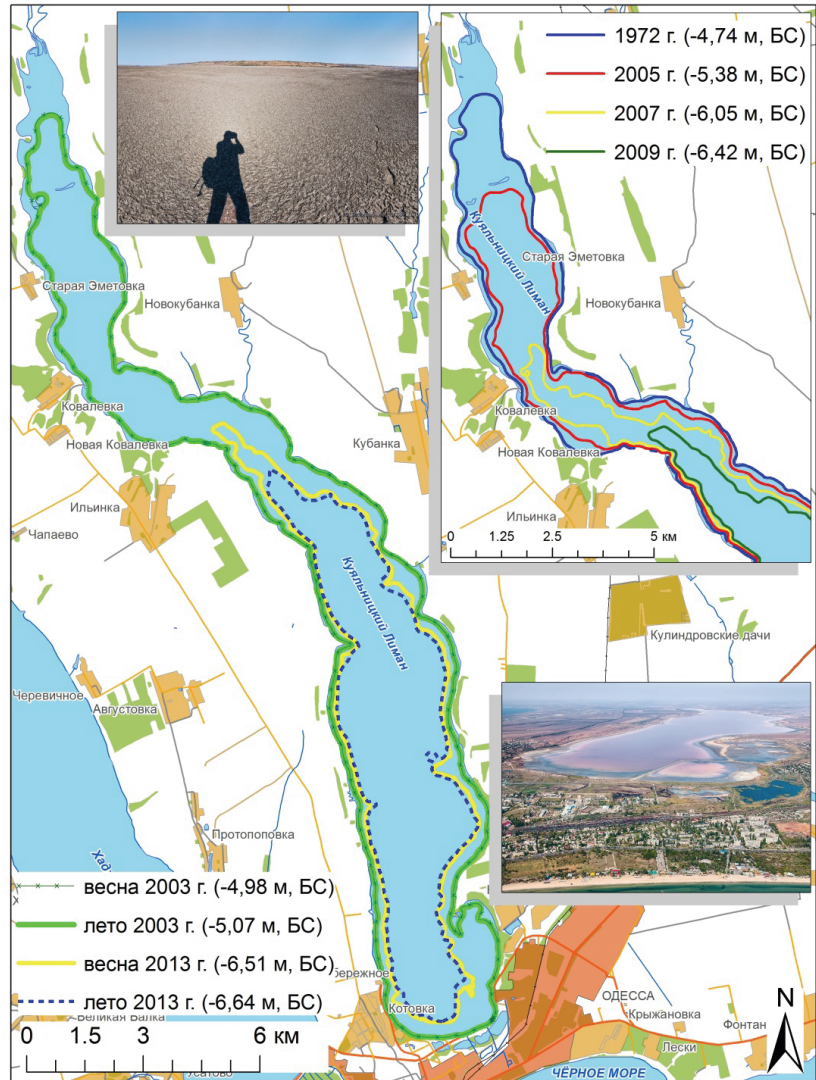 1972 г. (-4,74 м, БС)
2005 г. (-5,38 м, БС)
2007 г. (-6,05 м, БС)
2009 г. (-6,42 м, БС)
Куяльницкий Лиман
Старая Эметовка
Новокубанка
Ковалевка
Новая Ковалевка
Ильинка
0 1.25 2.5 5 км
Старая Эметовка
Новокубанка
Ковалевка
Новая Ковалевка
Кубанка
Ильинка
Чапаево
Куяльницкий Лиман
Кулиндровские дачи
Черевичное
Августовка
Протопоповка
Хад
весна 2003 г. (-4,98 м, БС)
лето 2003 г. (-5,07 м, БС)
весна 2013 г. (-6,51 м, БС)
лето 2013 г. (-6,64 м, БС)
бережное
Котовка
Великая Балка
0 3 6 км
Усатово
ОДЕССА
Крыжановка
Фонтан
Лески
ЧЁРНОЕ МОРЕ
N